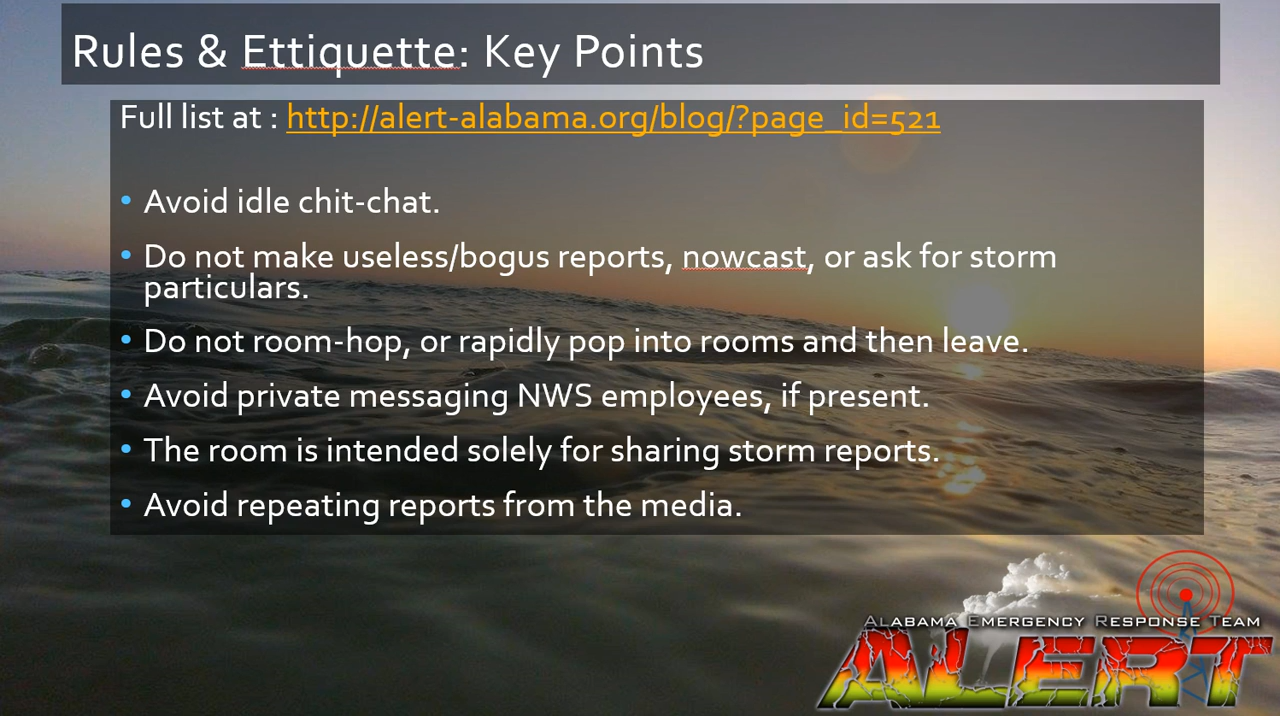 Rules & Ettiquette: Key Points
Full list at : http://alert-alabama.org/blog/?page_id=521
• Avoid idle chit-chat.
• Do not make useless/bogus reports, nowcast, or ask for storm
particulars.
• Do not room-hop, or rapidly pop into rooms and then leave.
• Avoid private messaging NWS employees, if present.
• The room is intended solely for sharing storm reports.
• Avoid repeating reports from the media.
Alabama Emergency Response Team
ALERT